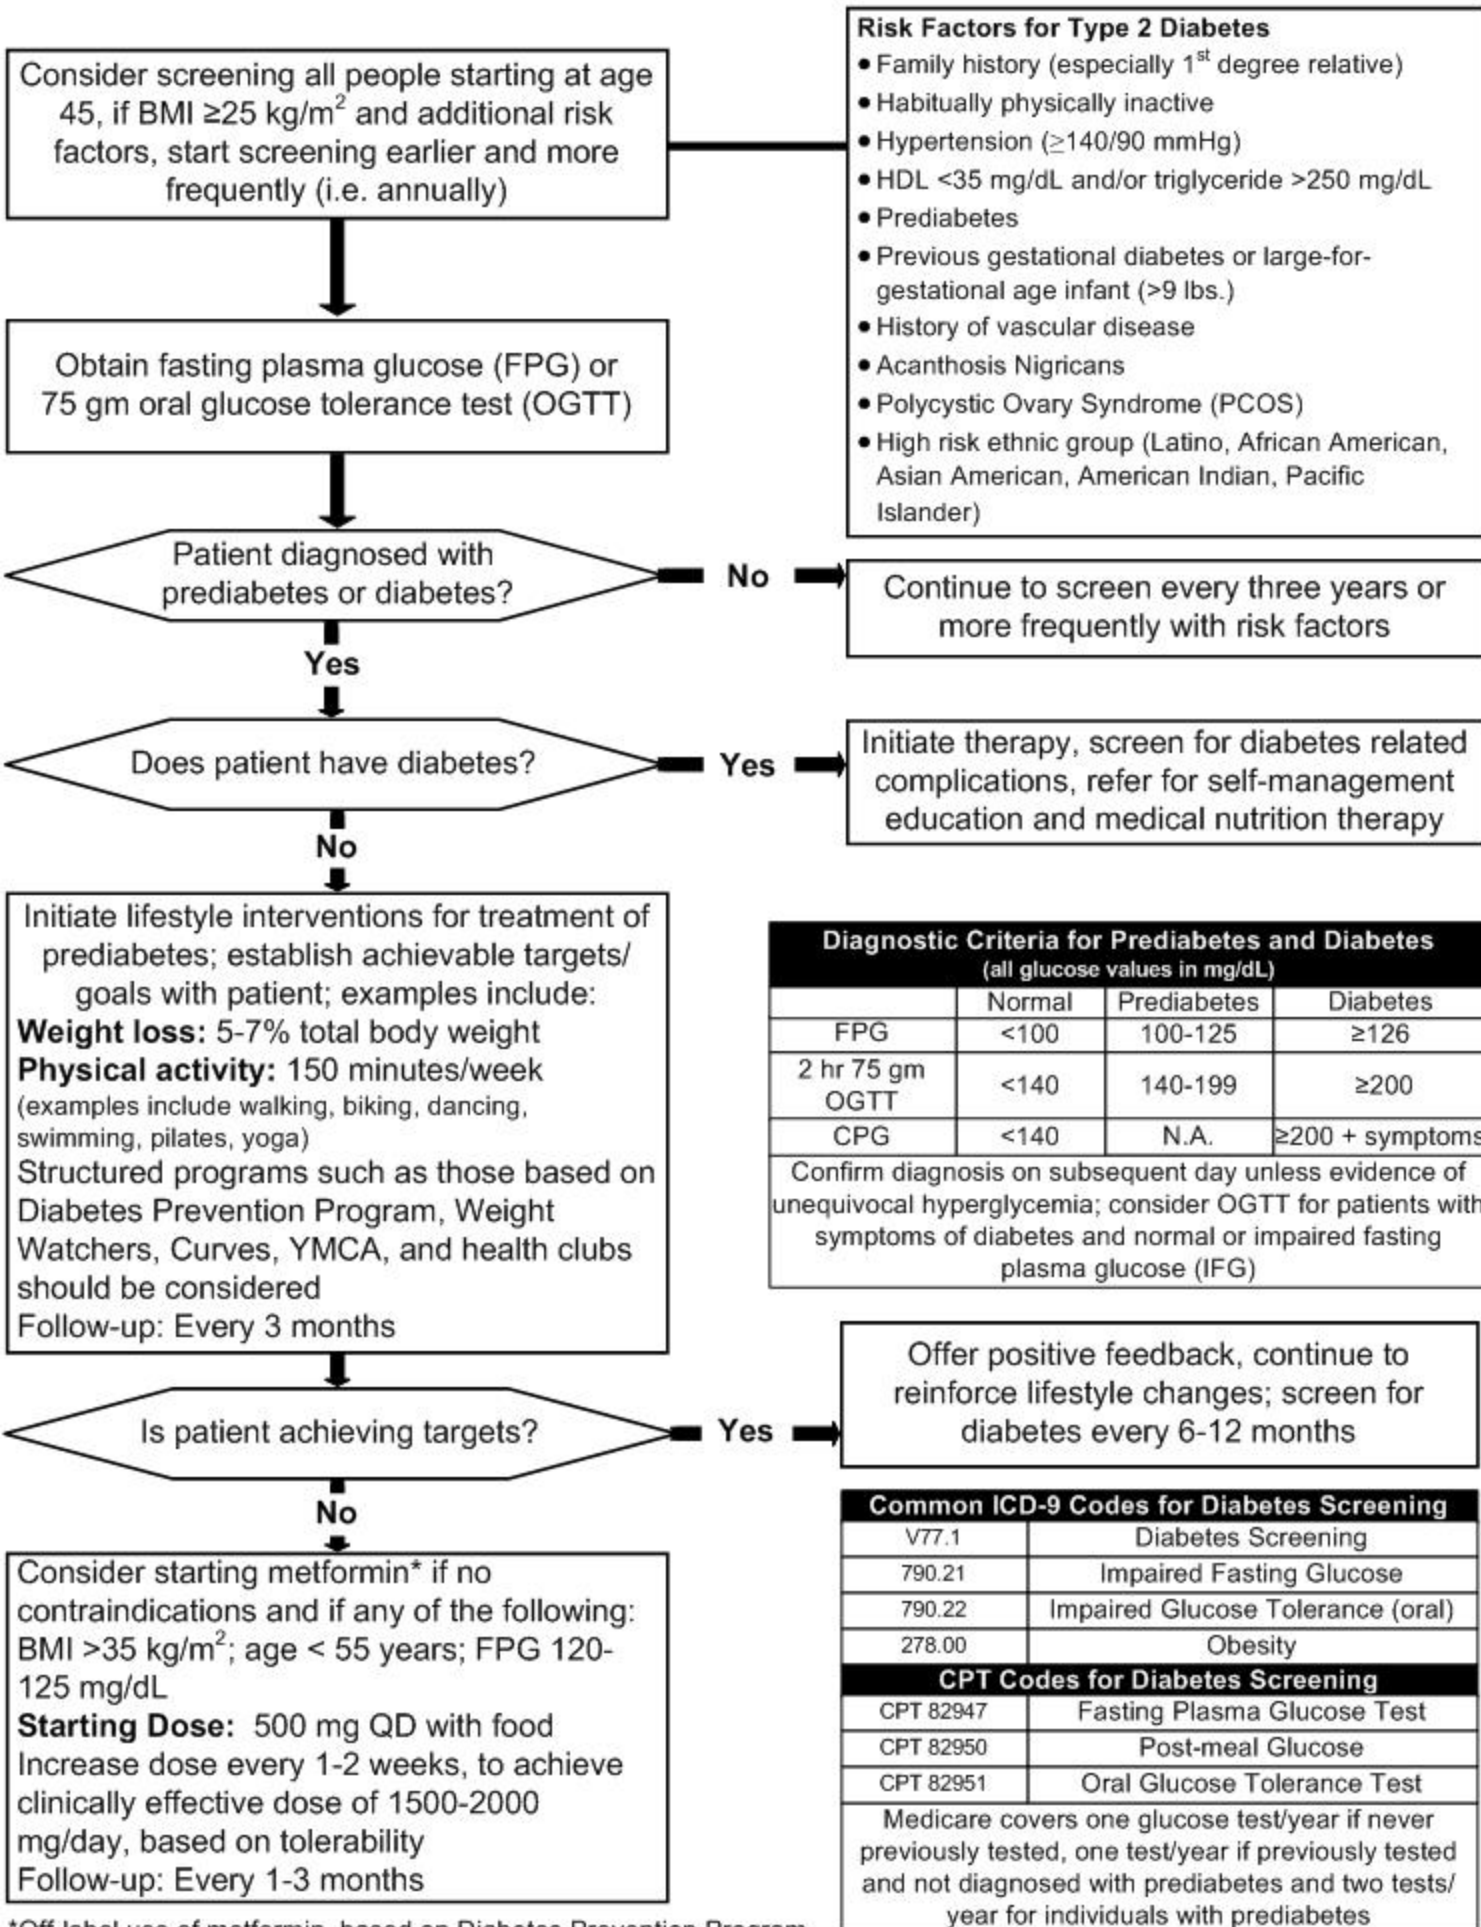 Consider screening all people starting at age
45, if BMI ≥25 kg/m² and additional risk
factors, start screening earlier and more
frequently (i.e. annually)
Risk Factors for Type 2 Diabetes
• Family history (especially 1st degree relative)
• Habitually physically inactive
• Hypertension (≥140/90 mmHg)
• HDL <35 mg/dL and/or triglyceride >250 mg/dL
• Prediabetes
• Previous gestational diabetes or large-for-
gestational age infant (>9 lbs.)
• History of vascular disease
• Acanthosis Nigricans
• Polycystic Ovary Syndrome (PCOS)
• High risk ethnic group (Latino, African American,
Asian American, American Indian, Pacific
Islander)
Obtain fasting plasma glucose (FPG) or
75 gm oral glucose tolerance test (OGTT)
Patient diagnosed with
prediabetes or diabetes?
No
Continue to screen every three years or
more frequently with risk factors
Yes
Does patient have diabetes?
Yes
Initiate therapy, screen for diabetes related
complications, refer for self-management
education and medical nutrition therapy
No
Initiate lifestyle interventions for treatment of
prediabetes; establish achievable targets/
goals with patient; examples include:
Weight loss: 5-7% total body weight
Physical activity: 150 minutes/week
(examples include walking, biking, dancing,
swimming, pilates, yoga)
Structured programs such as those based on
Diabetes Prevention Program, Weight
Watchers, Curves, YMCA, and health clubs
should be considered
Follow-up: Every 3 months
Diagnostic Criteria for Prediabetes and Diabetes
(all glucose values in mg/dL)
Normal Prediabetes Diabetes
FPG <100 100-125 ≥126
2 hr 75 gm
OGTT <140 140-199 ≥200
CPG <140 N.A. ≥200 + symptoms
Confirm diagnosis on subsequent day unless evidence of
unequivocal hyperglycemia; consider OGTT for patients with
symptoms of diabetes and normal or impaired fasting
plasma glucose (IFG)
Is patient achieving targets?
Yes
Offer positive feedback, continue to
reinforce lifestyle changes; screen for
diabetes every 6-12 months
No
Consider starting metformin* if no
contraindications and if any of the following:
BMI >35 kg/m²; age < 55 years; FPG 120-
125 mg/dL
Starting Dose: 500 mg QD with food
Increase dose every 1-2 weeks, to achieve
clinically effective dose of 1500-2000
mg/day, based on tolerability
Follow-up: Every 1-3 months
Common ICD-9 Codes for Diabetes Screening
V77.1 Diabetes Screening
790.21 Impaired Fasting Glucose
790.22 Impaired Glucose Tolerance (oral)
278.00 Obesity
CPT Codes for Diabetes Screening
CPT 82947 Fasting Plasma Glucose Test
CPT 82950 Post-meal Glucose
CPT 82951 Oral Glucose Tolerance Test
Medicare covers one glucose test/year if never
previously tested, one test/year if previously tested
and not diagnosed with prediabetes and two tests/
year for individuals with prediabetes
*Off-label use of metformin, based on Diabetes Prevention Program